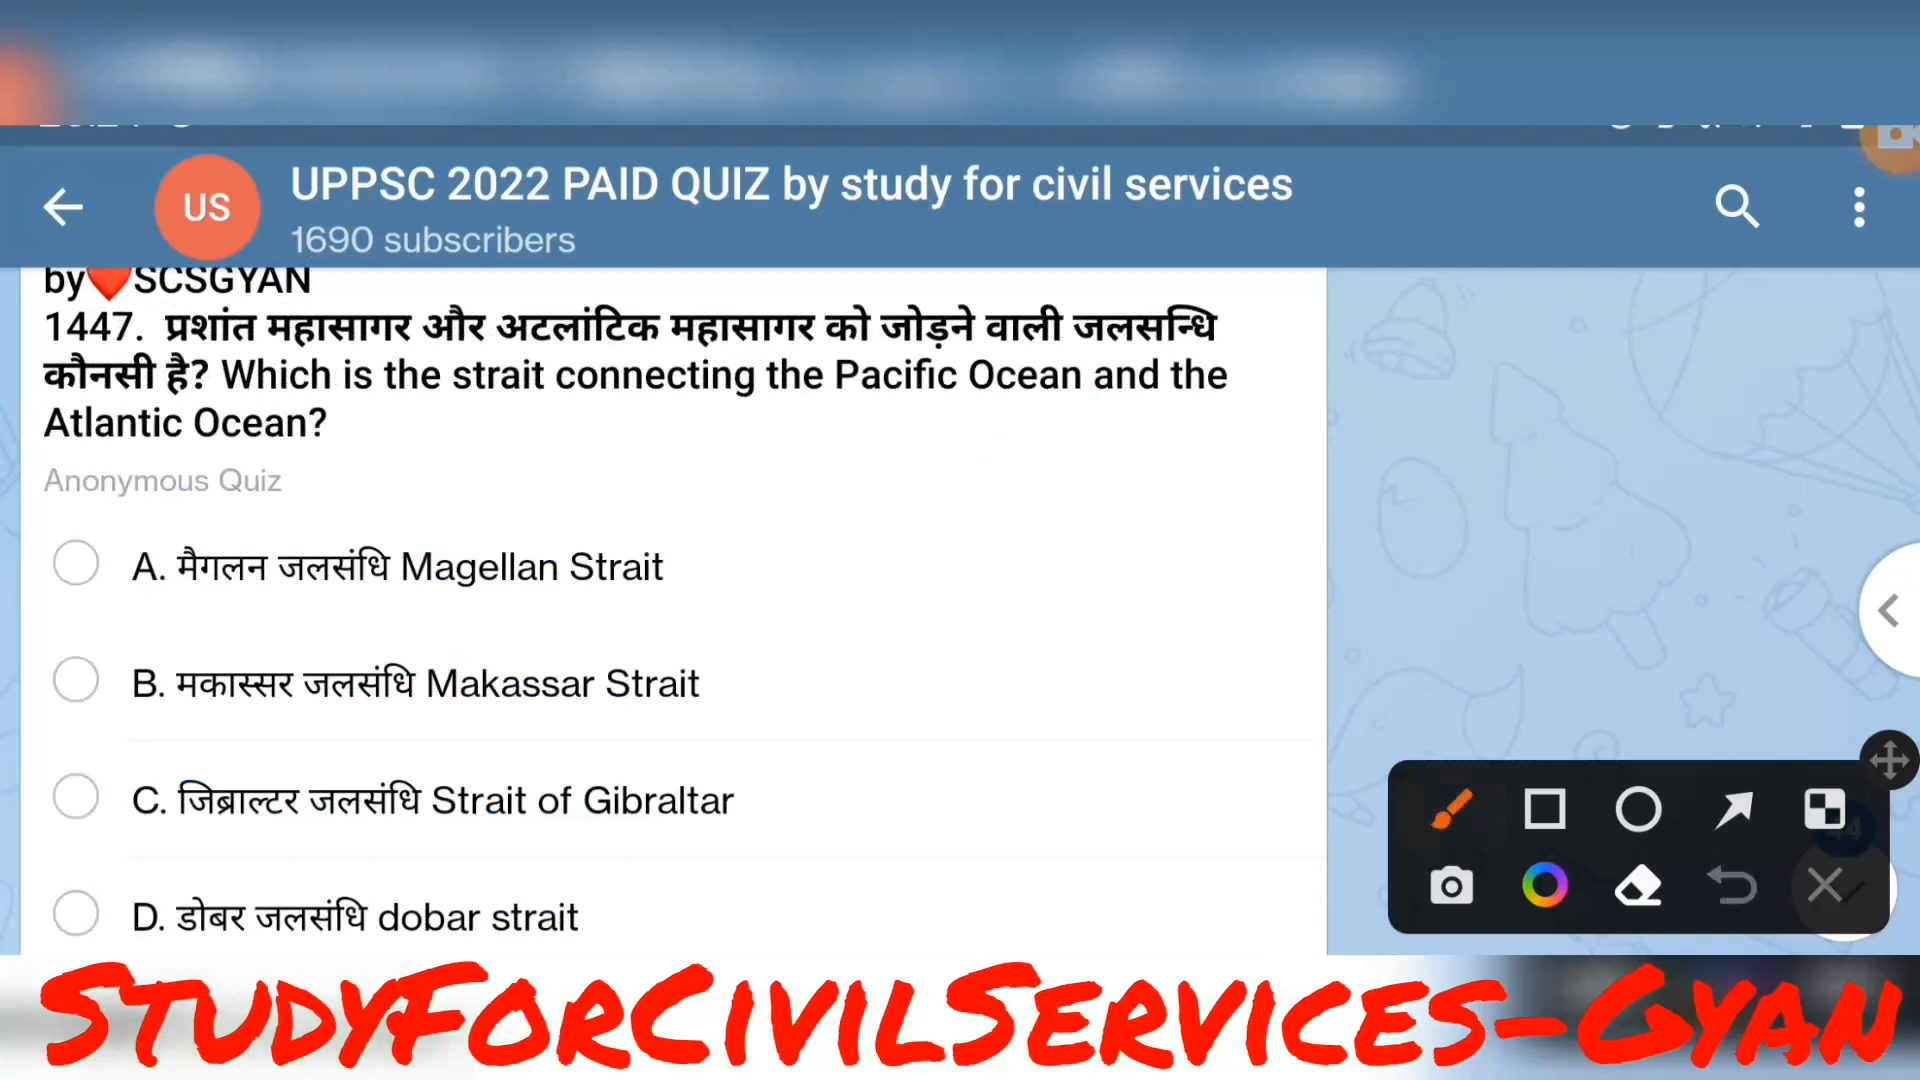 UPPSC 2022 PAID QUIZ by study for civil services
US
1690 subscribers
by❤️SCSGYAN
1447. प्रशांत महासागर और अटलांटिक महासागर को जोड़ने वाली जलसन्धि
कौनसी है? Which is the strait connecting the Pacific Ocean and the
Atlantic Ocean?
Anonymous Quiz
A. मैगलन जलसंधि Magellan Strait
B. मकास्सर जलसंधि Makassar Strait
C. जिब्राल्टर जलसंधि Strait of Gibraltar
D. डोबर जलसंधि dobar strait
StudyForCivilServices-Gyan